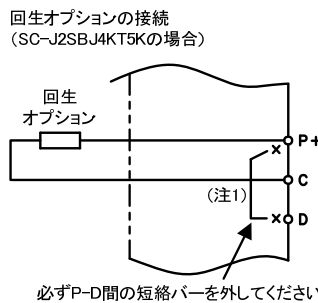 回生オプションの接続
(SC-J2SBJ4KT5Kの場合)
回生
オプション
P+
C
(注1)
D
必ずP-D間の短絡バーを外してください